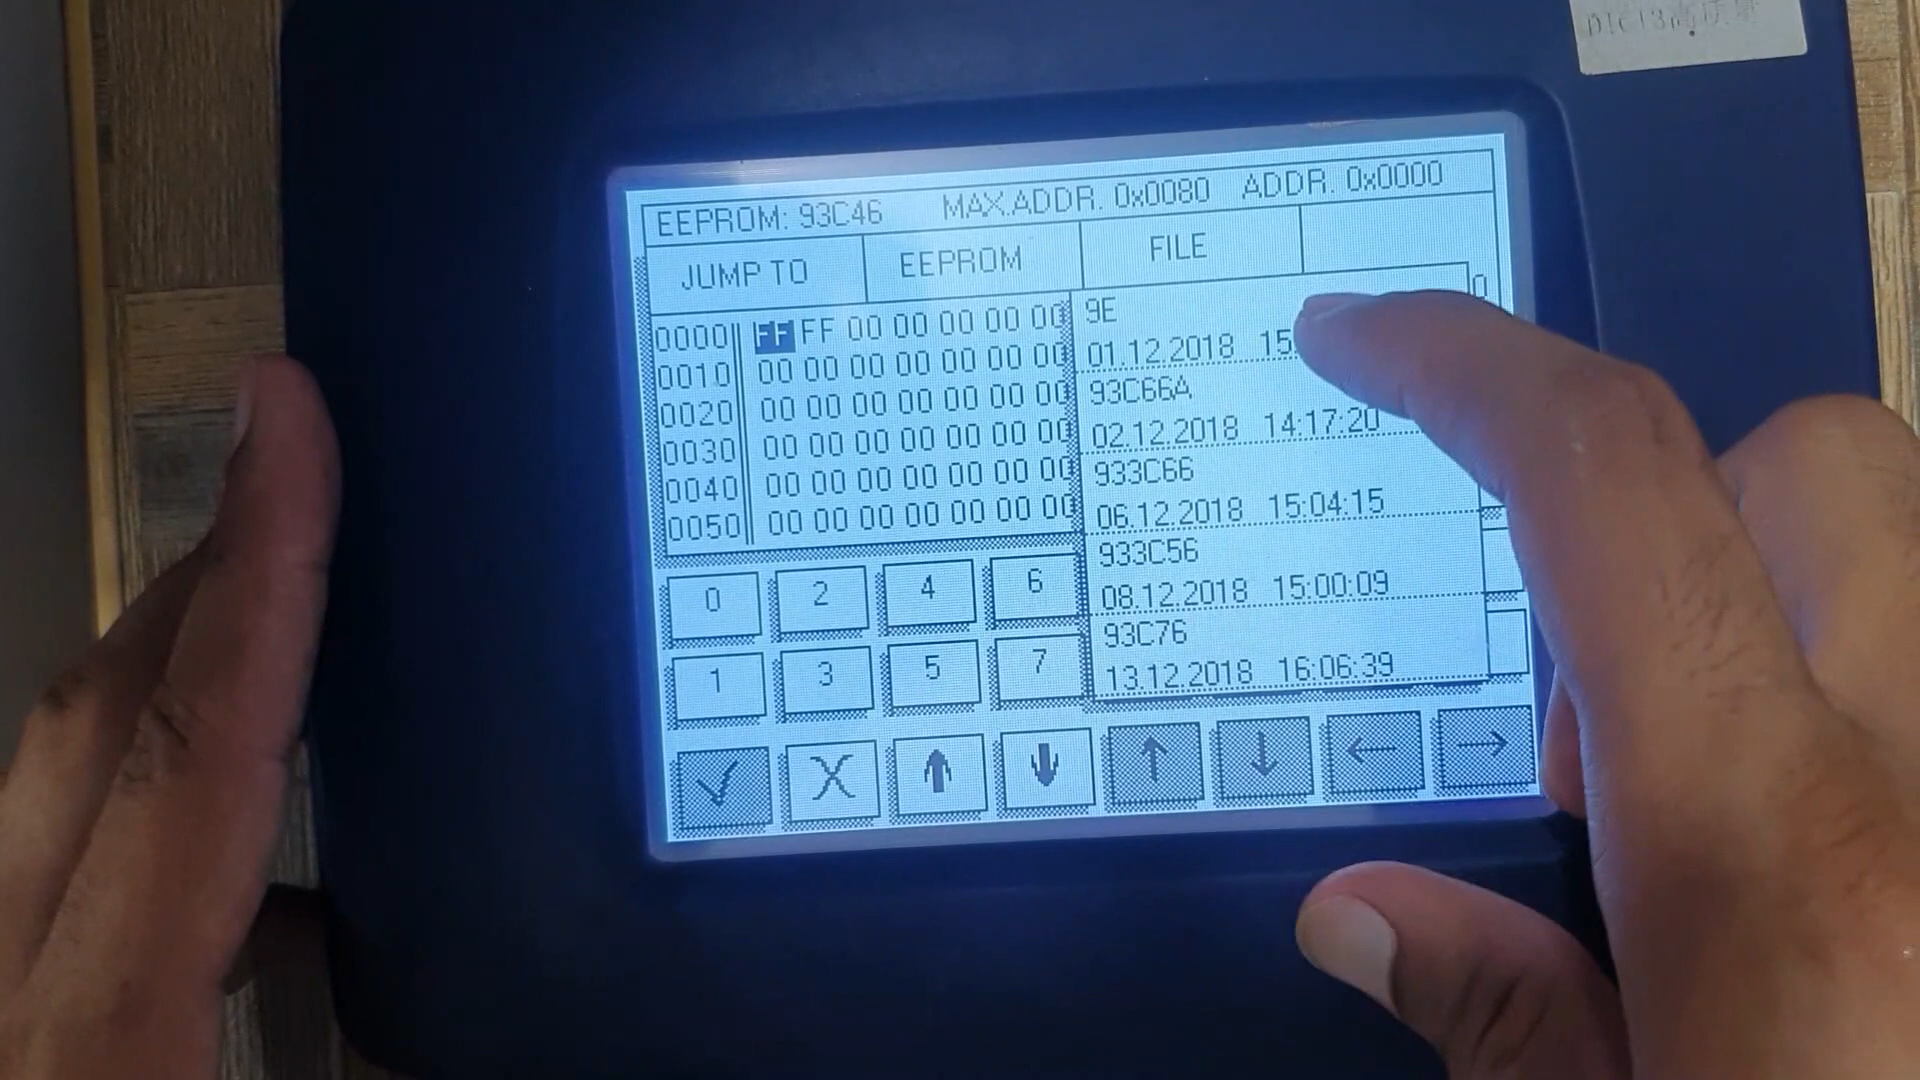 EEPROM: 93C46 MAX.ADDR. 0x0080 ADDR. 0x0000
JUMP TO EEPROM FILE
0000 FF FF 00 00 00 00 00
0010 00 00 00 00 00 00 00
0020 00 00 00 00 00 00 00
0030 00 00 00 00 00 00 00
0040 00 00 00 00 00 00 00
0050 00 00 00 00 00 00 00
9E
01.12.2018 15
93C66A
02.12.2018 14:17:20
933C66
06.12.2018 15:04:15
933C56
08.12.2018 15:00:09
93C76
13.12.2018 16:06:39
0 2 4 6
1 3 5 7
X